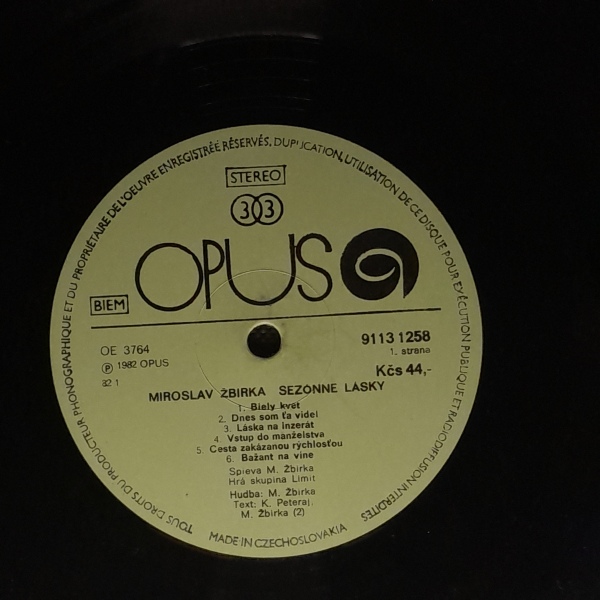 TOUS DROITS DU PRODUCTEUR PHONOGRAPHIQUE ET DU PROPRIÉTAIRE DE L'OEUVRE ENREGISTRÉE RÉSERVÉS. DUPLICATION, UTILISATION DE CE DISQUE POUR EXÉCUTION PUBLIQUE ET RADIODIFFUSION INTERDITES
STEREO
33
OPUS
BIEM
OE 3764
9113 1258
1. strana
Ⓟ 1982 OPUS
Kčs 44,-
82 1
MIROSLAV ŽBIRKA SEZONNE LASKY
1. Biely kvet
2. Dnes som ťa videl
3. Láska na inzerát
4. Vstup do manželstva
5. Cesta zakázanou rýchlosťou
6. Bažant na víne
Spieva M. Žbirka
Hrá skupina Limit
Hudba: M. Žbirka
Text: K. Peteraj,
M. Žbirka (2)
MADE IN CZECHOSLOVAKIA